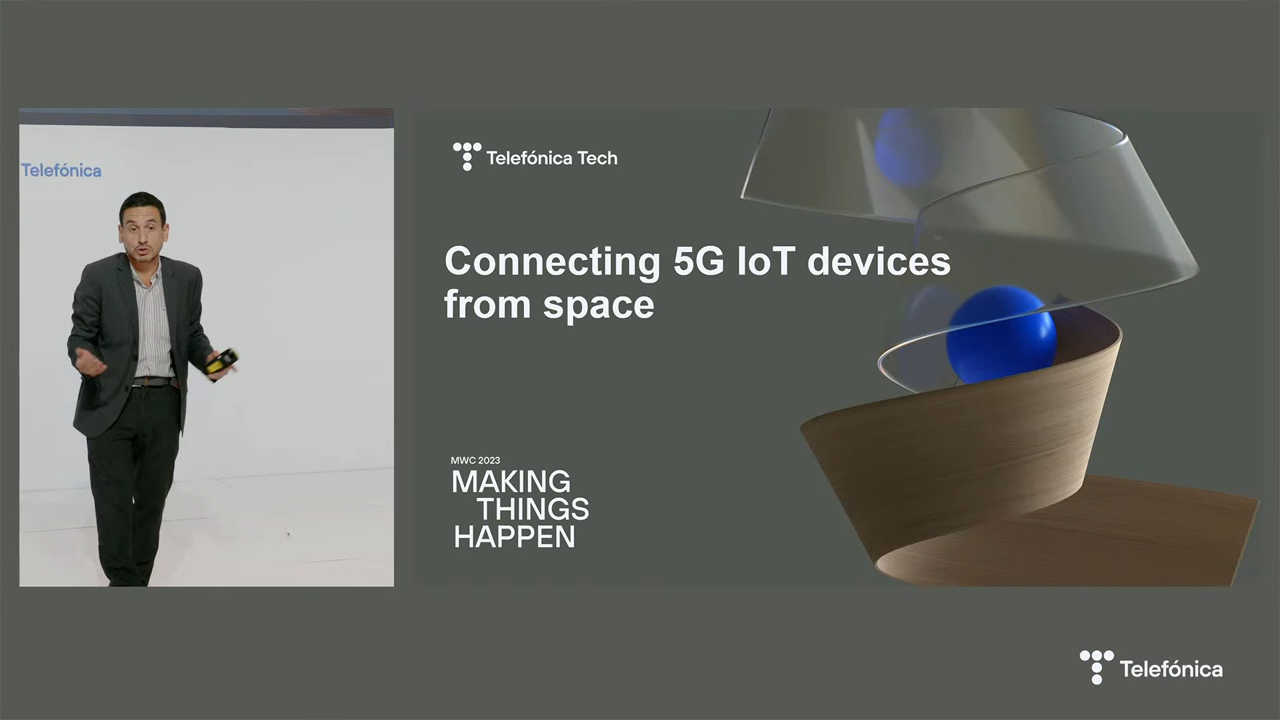 Telefónica
Telefónica Tech
Connecting 5G IoT devices
from space
MWC 2023
MAKING
THINGS
HAPPEN
Telefónica